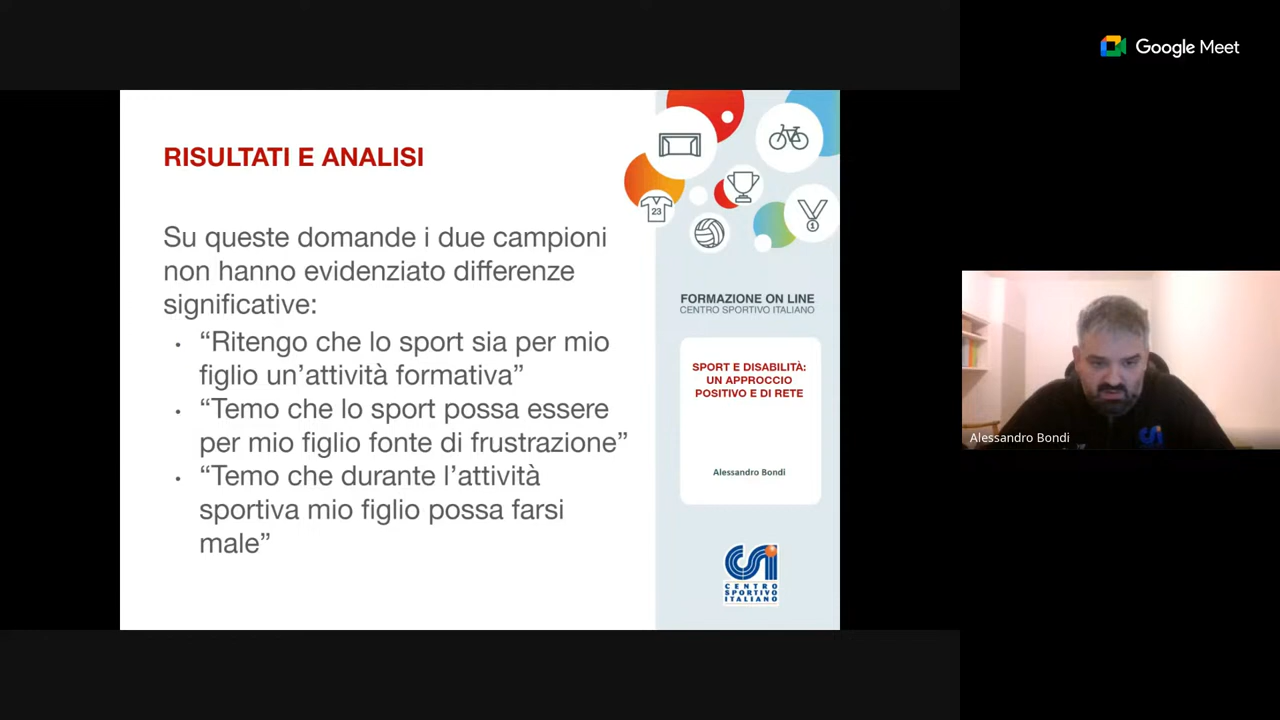 Google Meet
RISULTATI E ANALISI
Su queste domande i due campioni
non hanno evidenziato differenze
significative:
• “Ritengo che lo sport sia per mio
figlio un’attività formativa”
• “Temo che lo sport possa essere
per mio figlio fonte di frustrazione”
• “Temo che durante l’attività
sportiva mio figlio possa farsi
male”
23
1
FORMAZIONE ON LINE
CENTRO SPORTIVO ITALIANO
SPORT E DISABILITÀ:
UN APPROCCIO
POSITIVO E DI RETE
Alessandro Bondi
CSI
CENTRO
SPORTIVO
ITALIANO
Alessandro Bondi